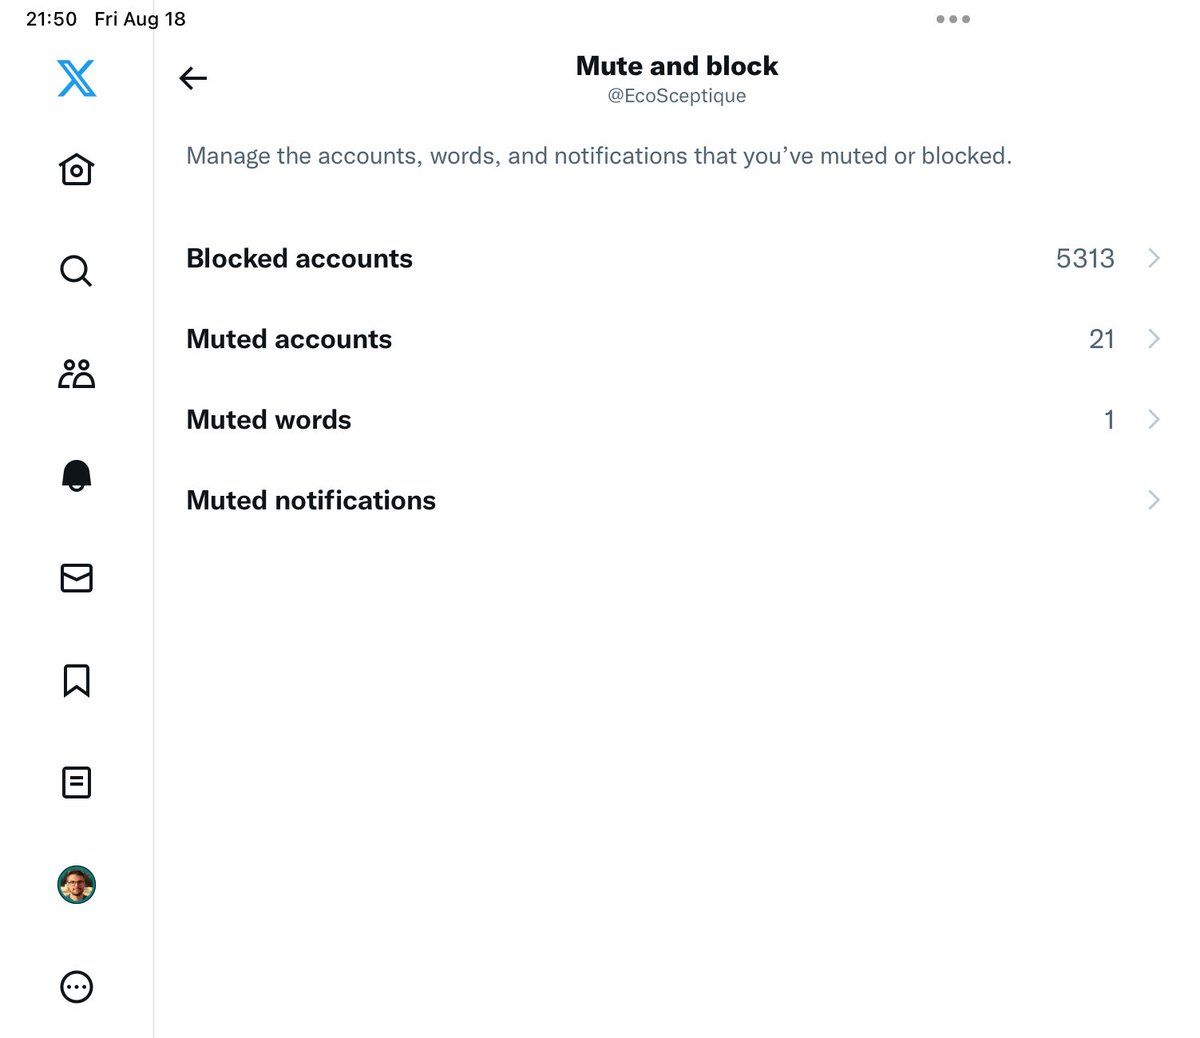 21:50 Fri Aug 18
Mute and block
@EcoSceptique
Manage the accounts, words, and notifications that you’ve muted or blocked.
Blocked accounts 5313
Muted accounts 21
Muted words 1
Muted notifications